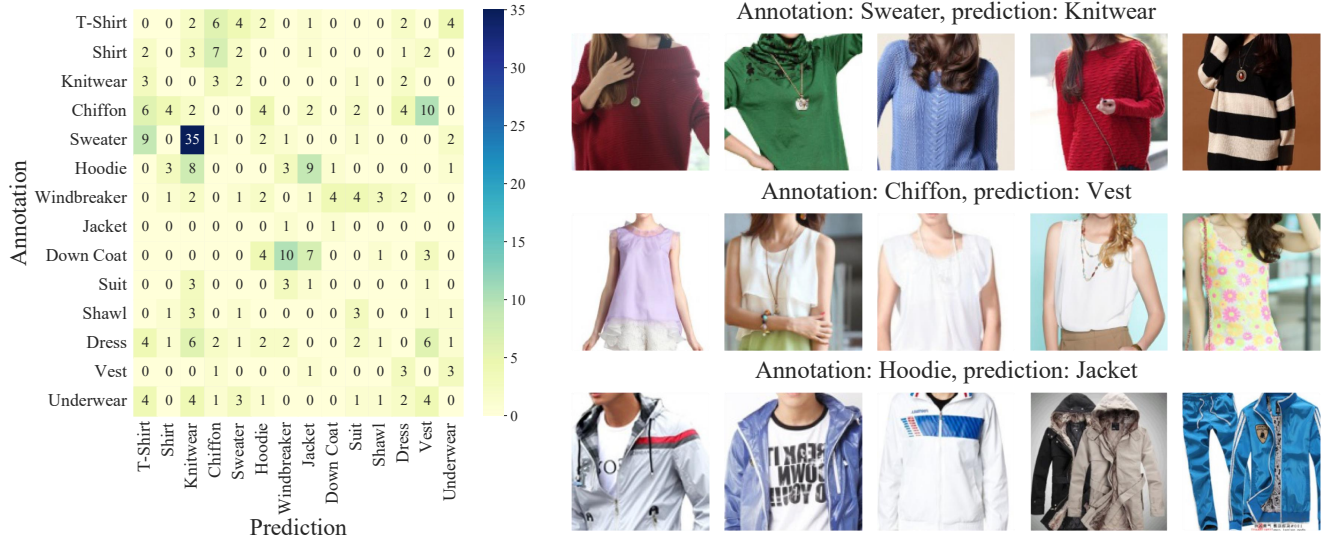 T-Shirt 0 0 2 6 4 2 0 1 0 0 0 2 0 4
Shirt 2 0 3 7 2 0 0 1 0 0 0 1 2 0
Knitwear 3 0 0 3 2 0 0 0 0 1 0 2 0 0
Chiffon 6 4 2 0 0 4 0 2 0 2 0 4 10 0
Sweater 9 0 35 1 0 2 1 0 0 0 0 0 0 2
Hoodie 0 3 8 0 0 0 3 9 1 0 0 0 0 1
Windbreaker 0 1 2 0 1 2 0 1 4 4 3 2 0 0
Jacket 0 0 0 0 0 0 1 0 1 0 0 0 0 0
Down Coat 0 0 0 0 0 4 10 7 0 0 1 0 3 0
Suit 0 0 3 0 0 0 3 1 0 0 0 0 1 0
Shawl 0 1 3 0 1 0 0 0 0 3 0 0 1 1
Dress 4 1 6 2 1 2 2 0 0 2 1 0 6 1
Vest 0 0 0 1 0 0 0 1 0 0 0 3 0 3
Underwear 4 0 4 1 3 1 0 0 0 1 1 2 4 0
Annotation
T-Shirt
Shirt
Knitwear
Chiffon
Sweater
Hoodie
Windbreaker
Jacket
Down Coat
Suit
Shawl
Dress
Vest
Underwear
Prediction
35
30
25
20
15
10
5
0
Annotation: Sweater, prediction: Knitwear
Annotation: Chiffon, prediction: Vest
Annotation: Hoodie, prediction: Jacket
BREAK IT
DOWN
YO!!!